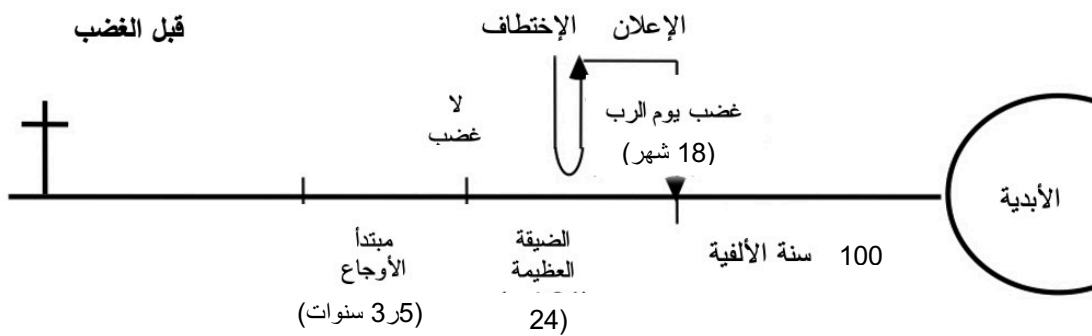 قبل الغضب
الإختطاف
الإعلان
لا
غضب
غضب يوم الرب
(18 شهر)
الأبدية
مبتدأ
الأوجاع
(3ر5 سنوات)
الضيقة
العظيمة
24)
100 سنة الألفية